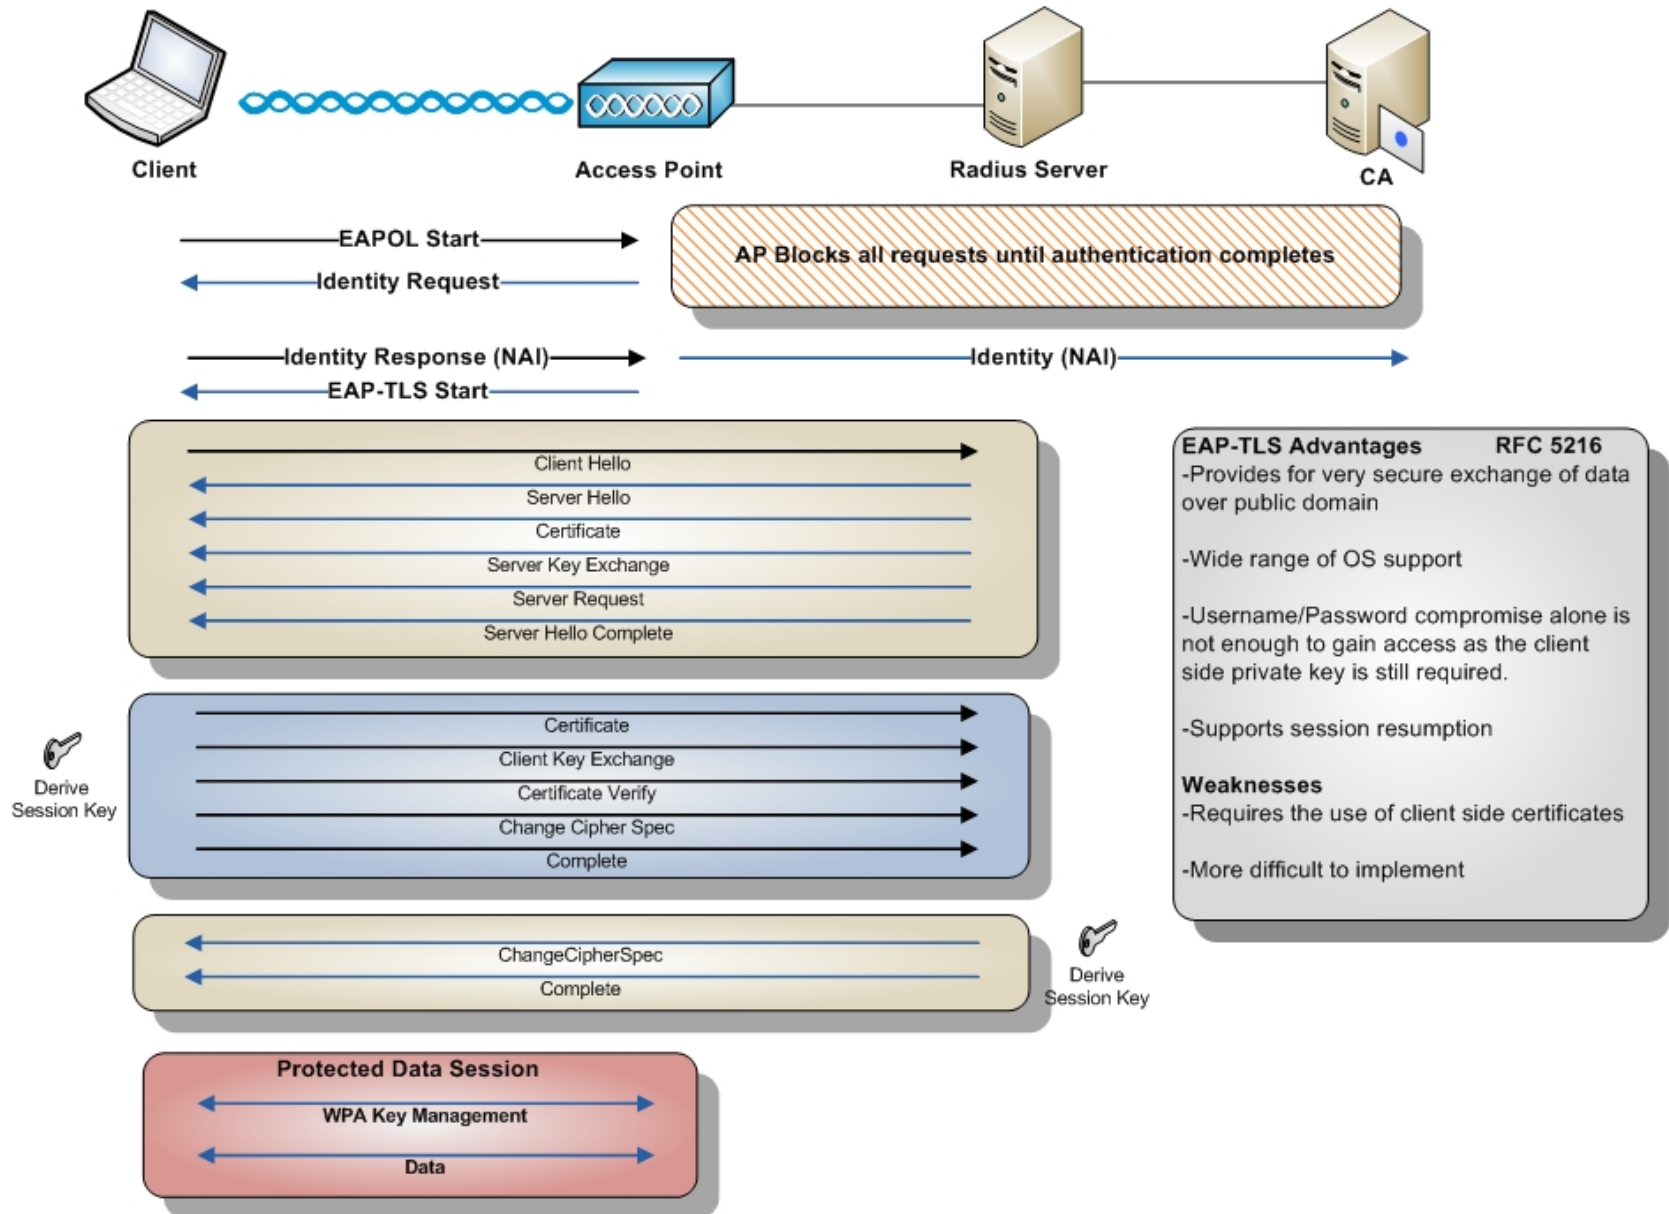 Client
Access Point
Radius Server
CA
EAPOL Start
AP Blocks all requests until authentication completes
Identity Request
Identity Response (NAI)
Identity (NAI)
EAP-TLS Start
Client Hello
Server Hello
Certificate
Server Key Exchange
Server Request
Server Hello Complete
EAP-TLS Advantages RFC 5216
-Provides for very secure exchange of data
over public domain
-Wide range of OS support
-Username/Password compromise alone is
not enough to gain access as the client
side private key is still required.
-Supports session resumption
Weaknesses
-Requires the use of client side certificates
-More difficult to implement
Derive
Session Key
Certificate
Client Key Exchange
Certificate Verify
Change Cipher Spec
Complete
ChangeCipherSpec
Complete
Derive
Session Key
Protected Data Session
WPA Key Management
Data